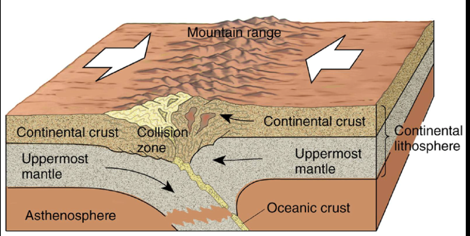 Mountain range
Continental crust
Collision
zone
Continental crust
Continental
lithosphere
Uppermost
mantle
Uppermost
mantle
Asthenosphere
Oceanic crust